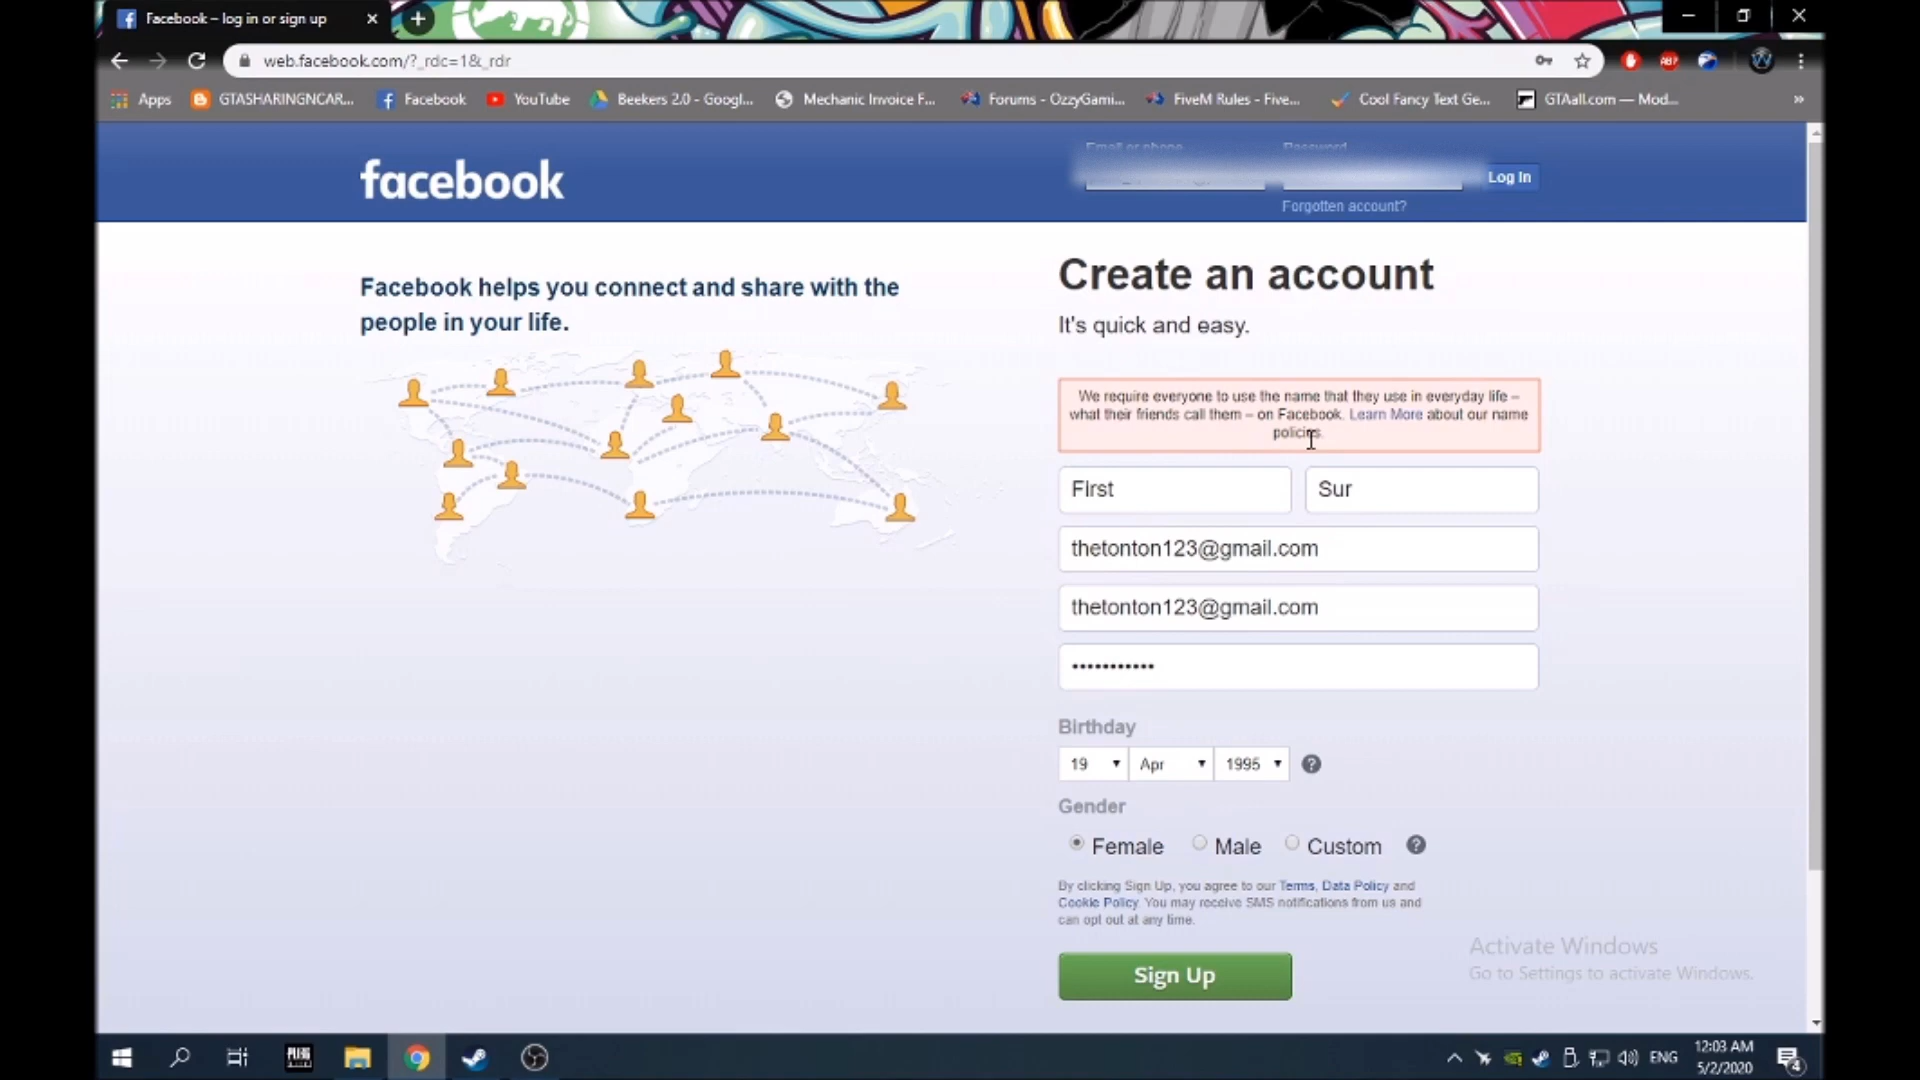 Facebook – log in or sign up
web.facebook.com/?_rdc=1&_rdr
Apps
GTASHARINGNCAR...
Facebook
YouTube
Beekers 2.0 - Googl...
Mechanic Invoice F...
Forums - OzzyGami...
FiveM Rules - Five...
Cool Fancy Text Ge...
GTAall.com — Mod...
»
facebook
Email or phone
Password
Log In
Forgotten account?
Facebook helps you connect and share with the
people in your life.
Create an account
It's quick and easy.
We require everyone to use the name that they use in everyday life –
what their friends call them – on Facebook. Learn More about our name
policies.
First
Sur
thetonton123@gmail.com
thetonton123@gmail.com
Birthday
19
Apr
1995
Gender
Female
Male
Custom
By clicking Sign Up, you agree to our Terms, Data Policy and
Cookie Policy. You may receive SMS notifications from us and
can opt out at any time.
Sign Up
Activate Windows
Go to Settings to activate Windows.
PUBG
ENG
12:03 AM
5/2/2020
4